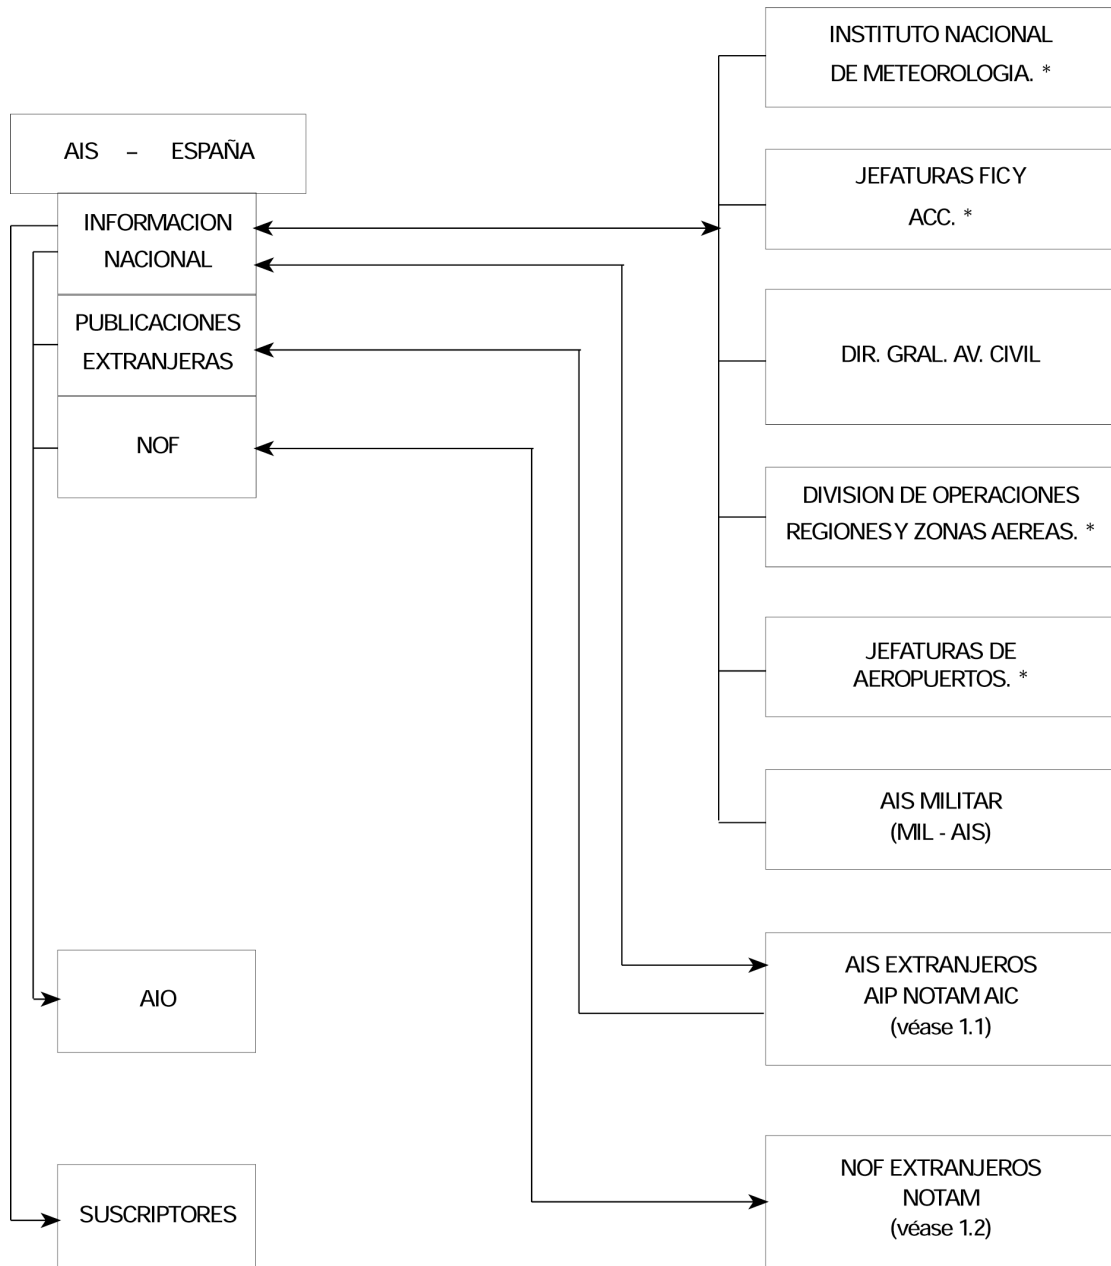 AIS – ESPAÑA
INFORMACION
NACIONAL
PUBLICACIONES
EXTRANJERAS
NOF
AIO
SUSCRIPTORES
INSTITUTO NACIONAL
DE METEOROLOGIA. *
JEFATURAS FIC Y
ACC. *
DIR. GRAL. AV. CIVIL
DIVISION DE OPERACIONES
REGIONES Y ZONAS AEREAS. *
JEFATURAS DE
AEROPUERTOS. *
AIS MILITAR
(MIL - AIS)
AIS EXTRANJEROS
AIP NOTAM AIC
(véase 1.1)
NOF EXTRANJEROS
NOTAM
(véase 1.2)